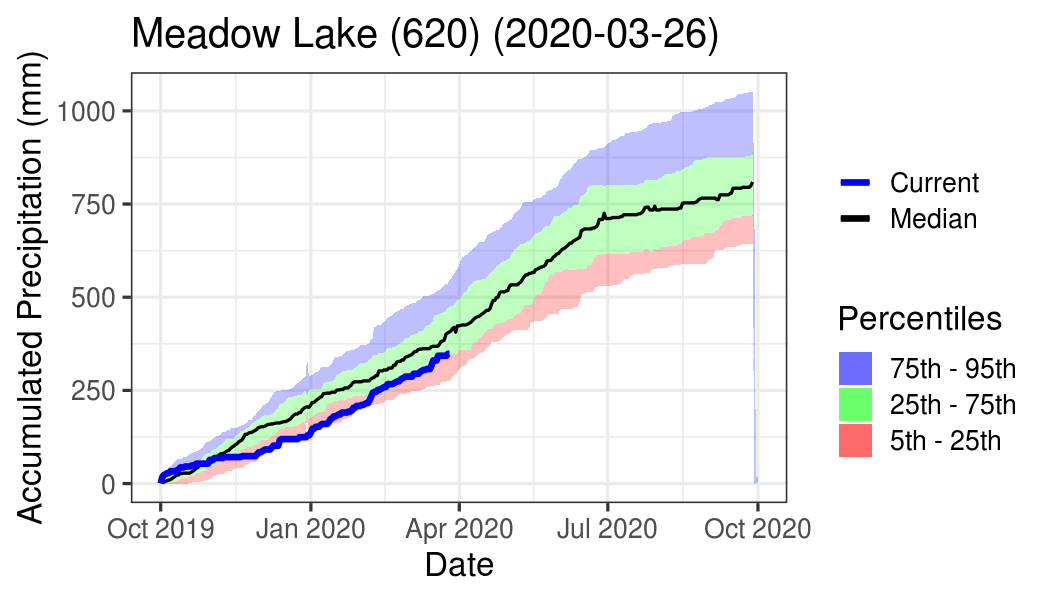 Meadow Lake (620) (2020-03-26)
Accumulated Precipitation (mm)
1000
750
500
250
0
Oct 2019
Jan 2020
Apr 2020
Jul 2020
Oct 2020
Date
Current
Median
Percentiles
75th - 95th
25th - 75th
5th - 25th